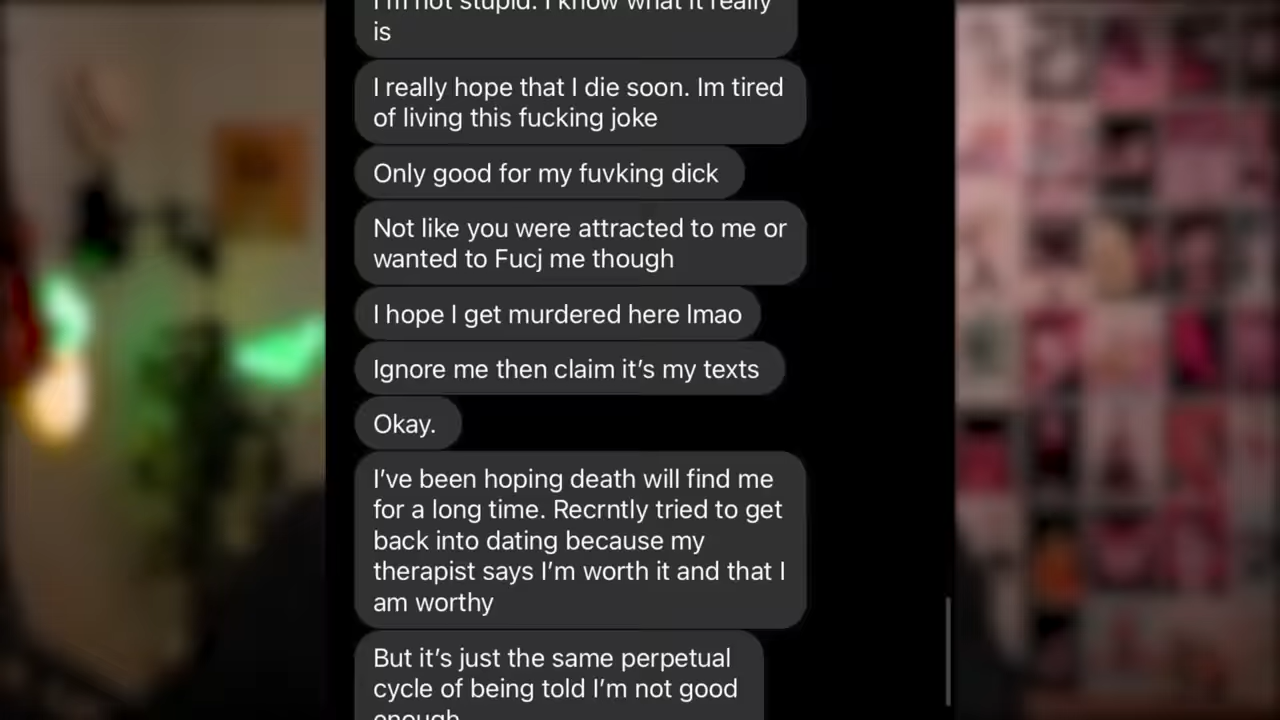 I'm not stupid. I know what it really
is
I really hope that I die soon. Im tired
of living this fucking joke
Only good for my fuvking dick
Not like you were attracted to me or
wanted to Fucj me though
I hope I get murdered here lmao
Ignore me then claim it’s my texts
Okay.
I’ve been hoping death will find me
for a long time. Recrntly tried to get
back into dating because my
therapist says I’m worth it and that I
am worthy
But it’s just the same perpetual
cycle of being told I’m not good
enough